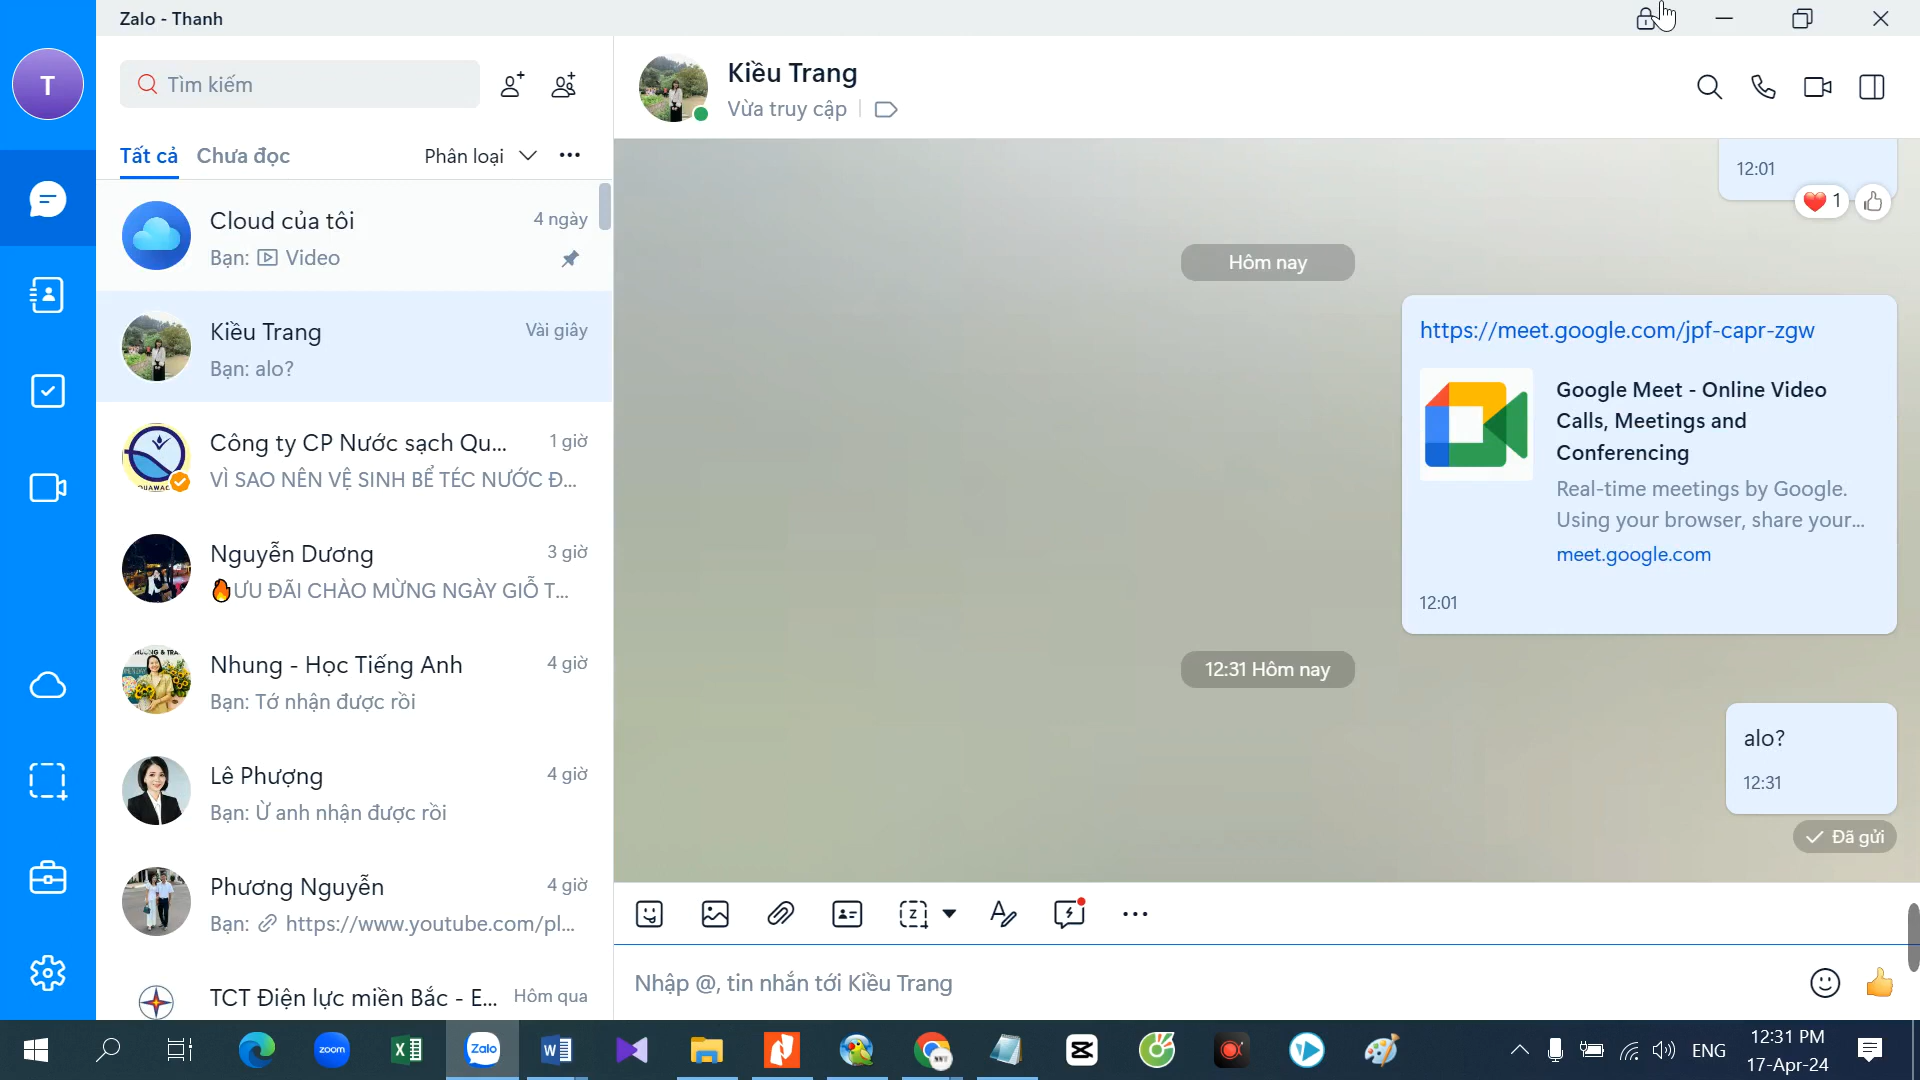 Zalo - Thanh
T
Tìm kiếm
Tất cả
Chưa đọc
Phân loại
Cloud của tôi
4 ngày
Bạn: Video
Kiều Trang
Vài giây
Bạn: alo?
Công ty CP Nước sạch Qu...
1 giờ
VÌ SAO NÊN VỆ SINH BỂ TÉC NƯỚC Đ...
Nguyễn Dương
3 giờ
🔥ƯU ĐÃI CHÀO MỪNG NGÀY GIỖ T...
Nhung - Học Tiếng Anh
4 giờ
Bạn: Tớ nhận được rồi
Lê Phượng
4 giờ
Bạn: Ừ anh nhận được rồi
Phương Nguyễn
4 giờ
Bạn: https://www.youtube.com/pl...
TCT Điện lực miền Bắc - E...
Hôm qua
Kiều Trang
Vừa truy cập
12:01
❤️ 1
Hôm nay
https://meet.google.com/jpf-capr-zgw
Google Meet - Online Video
Calls, Meetings and
Conferencing
Real-time meetings by Google.
Using your browser, share your...
meet.google.com
12:01
12:31 Hôm nay
alo?
12:31
Đã gửi
Nhập @, tin nhắn tới Kiều Trang
zoom
Zalo
ENG
12:31 PM
17-Apr-24